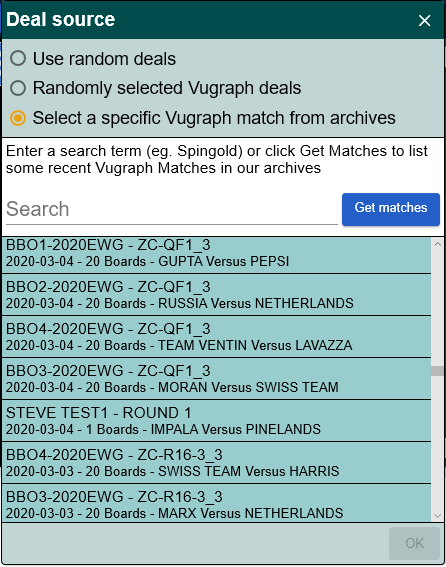 Deal source
Use random deals
Randomly selected Vugraph deals
Select a specific Vugraph match from archives
Enter a search term (eg. Spingold) or click Get Matches to list
some recent Vugraph Matches in our archives
Search
Get matches
BBO1-2020EWG - ZC-QF1_3
2020-03-04 - 20 Boards - GUPTA Versus PEPSI
BBO2-2020EWG - ZC-QF1_3
2020-03-04 - 20 Boards - RUSSIA Versus NETHERLANDS
BBO4-2020EWG - ZC-QF1_3
2020-03-04 - 20 Boards - TEAM VENTIN Versus LAVAZZA
BBO3-2020EWG - ZC-QF1_3
2020-03-04 - 20 Boards - MORAN Versus SWISS TEAM
STEVE TEST1 - ROUND 1
2020-03-04 - 1 Boards - IMPALA Versus PINELANDS
BBO4-2020EWG - ZC-R16-3_3
2020-03-03 - 20 Boards - SWISS TEAM Versus HARRIS
BBO3-2020EWG - ZC-R16-3_3
2020-03-03 - 20 Boards - MARX Versus NETHERLANDS
OK